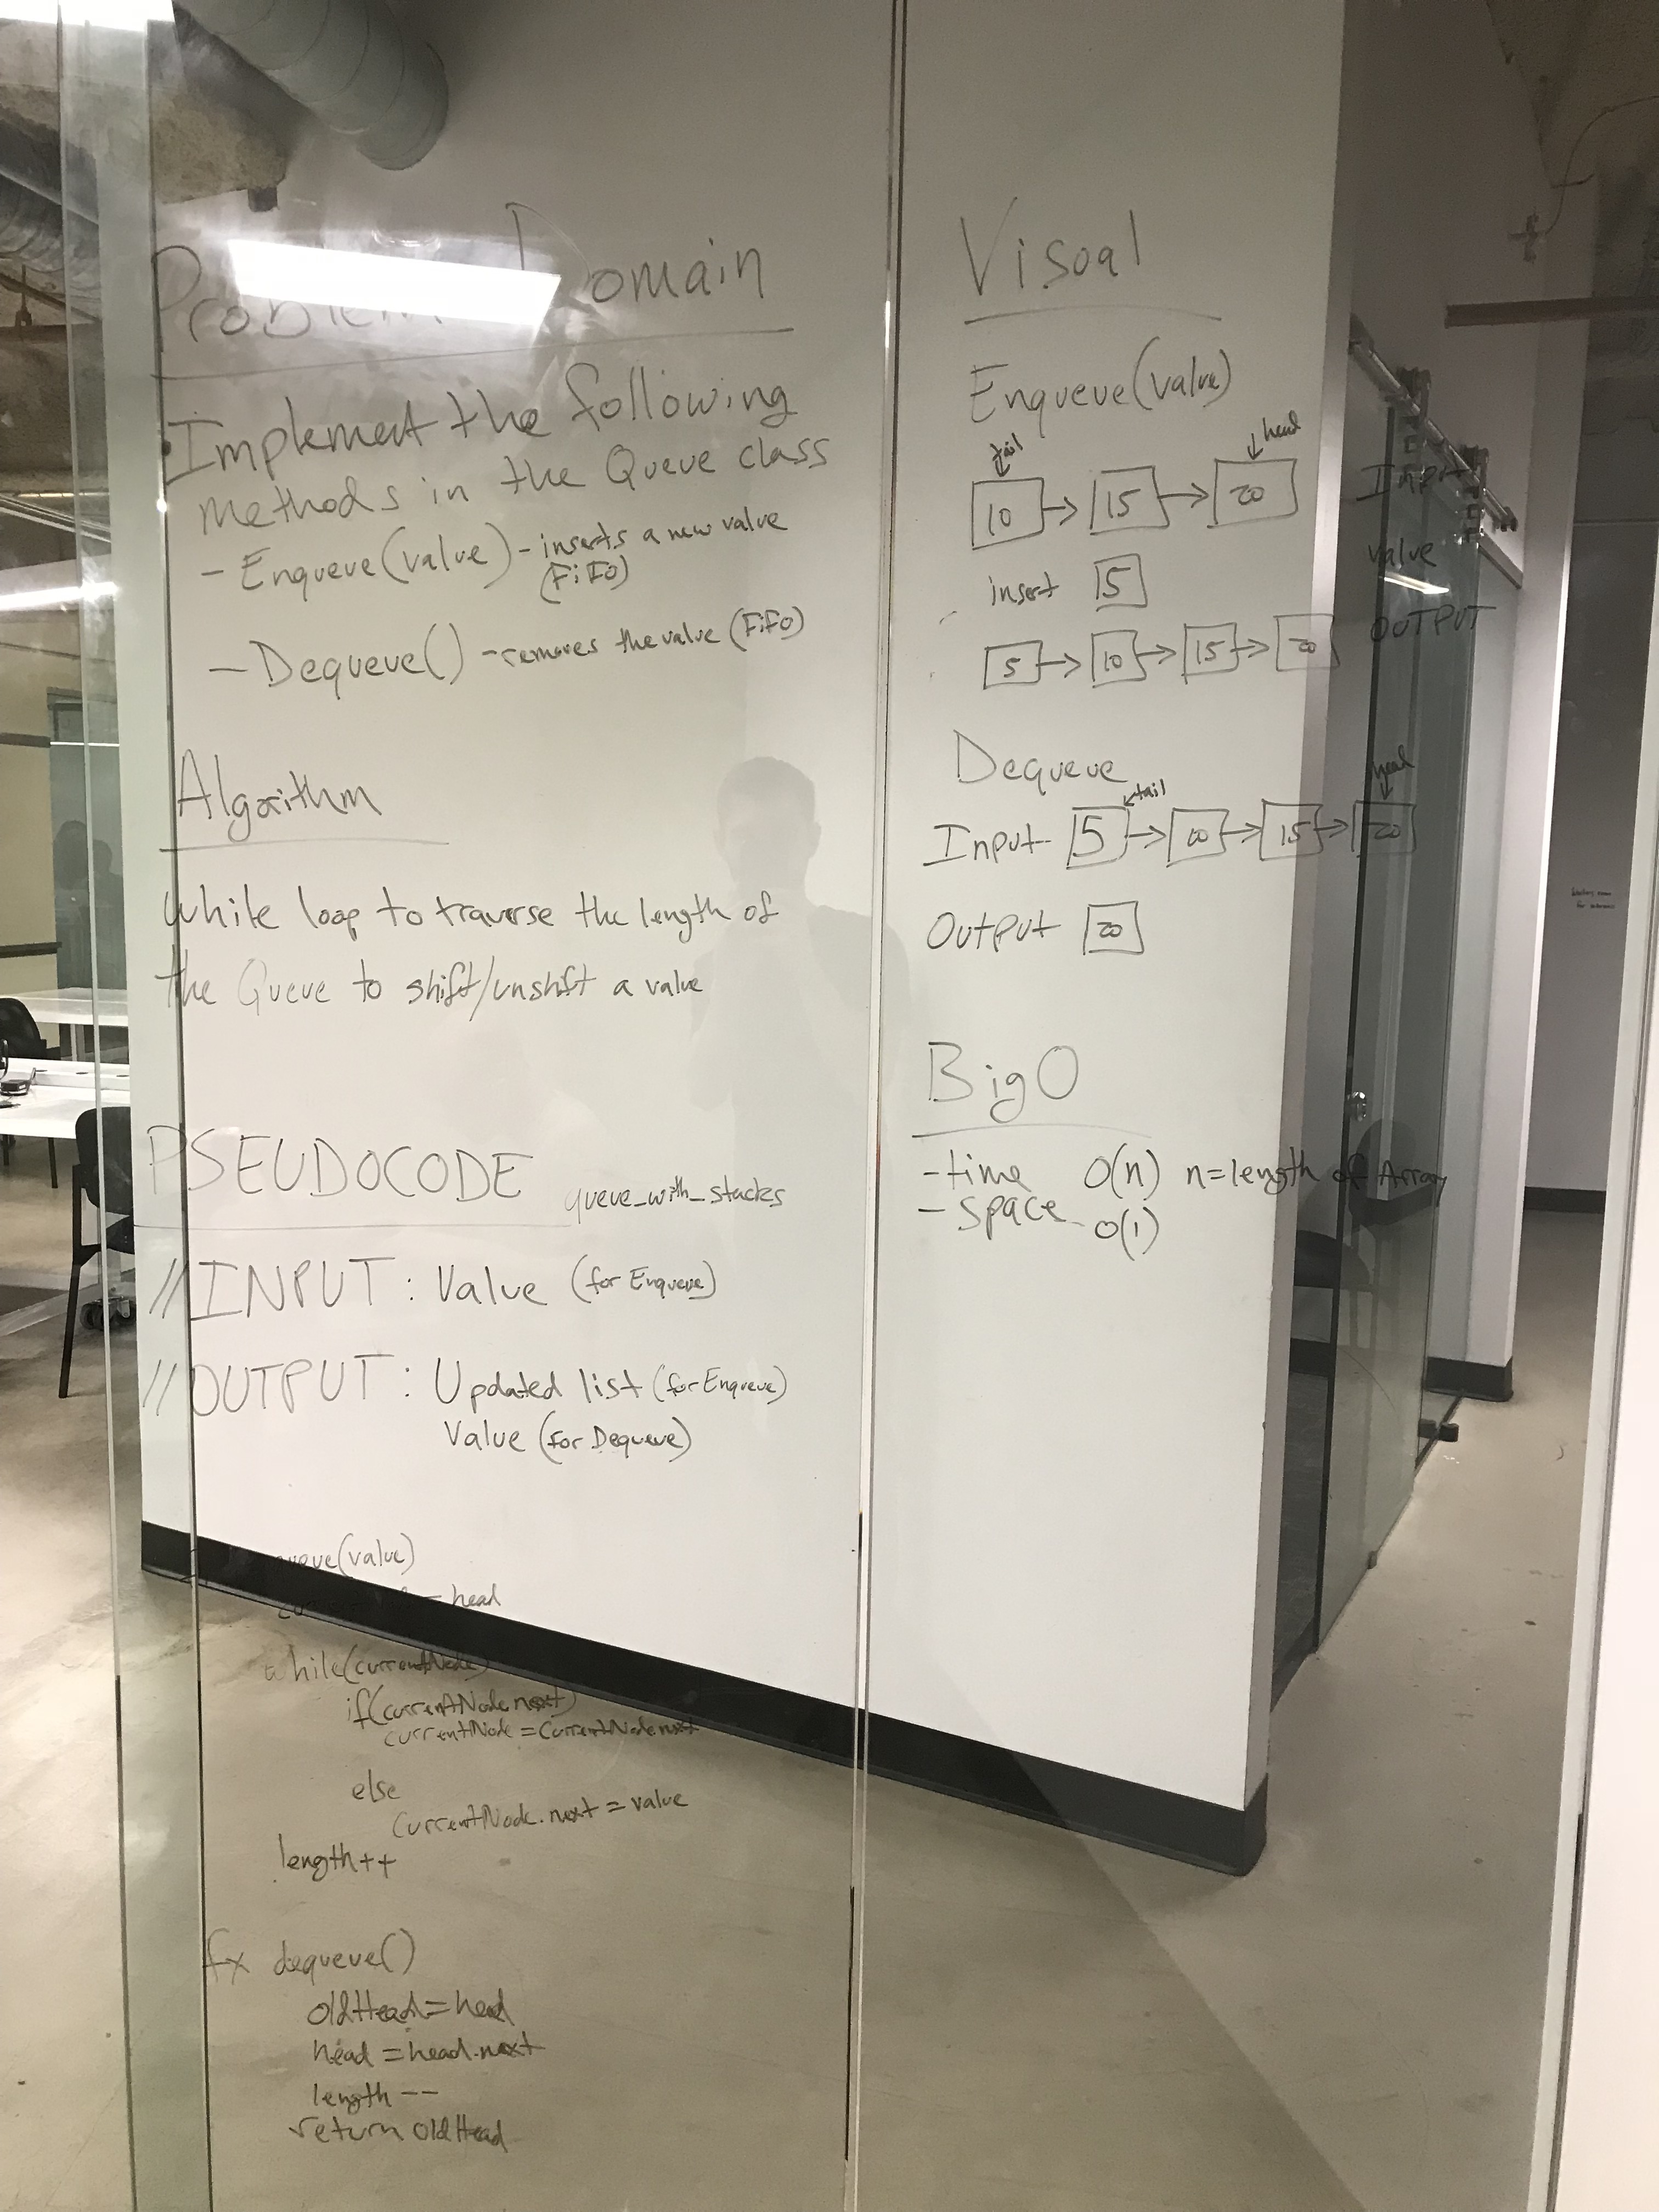 Problem Domain
Implement the following
methods in the Queue class
- Enqueue(value) - inserts a new value
(FiFo)
- Dequeue() - removes the value (FiFo)
Algorithm
while loop to traverse the length of
the Queue to shift/unshift a value
PSEUDOCODE queue_with_stacks
// INPUT: Value (for Enqueue)
// OUTPUT: Updated list (for Enqueue)
Value (for Dequeue)
queue(value)
= head
while(currentNode)
if(currentNode.next)
currentNode = currentNode.next
else
currentNode.next = value
length++
fx dequeue()
oldHead = head
head = head.next
length --
return oldHead
Visoal
Enqueue(value)
tail head
10 → 15 → 20
insert 5
5 → 10 → 15 → 20
Input
value
OUTPUT
Dequeue
tail head
Input 5 → 10 → 15 → 20
Output 20
Big O
- time O(n) n = length of Array
- space O(1)